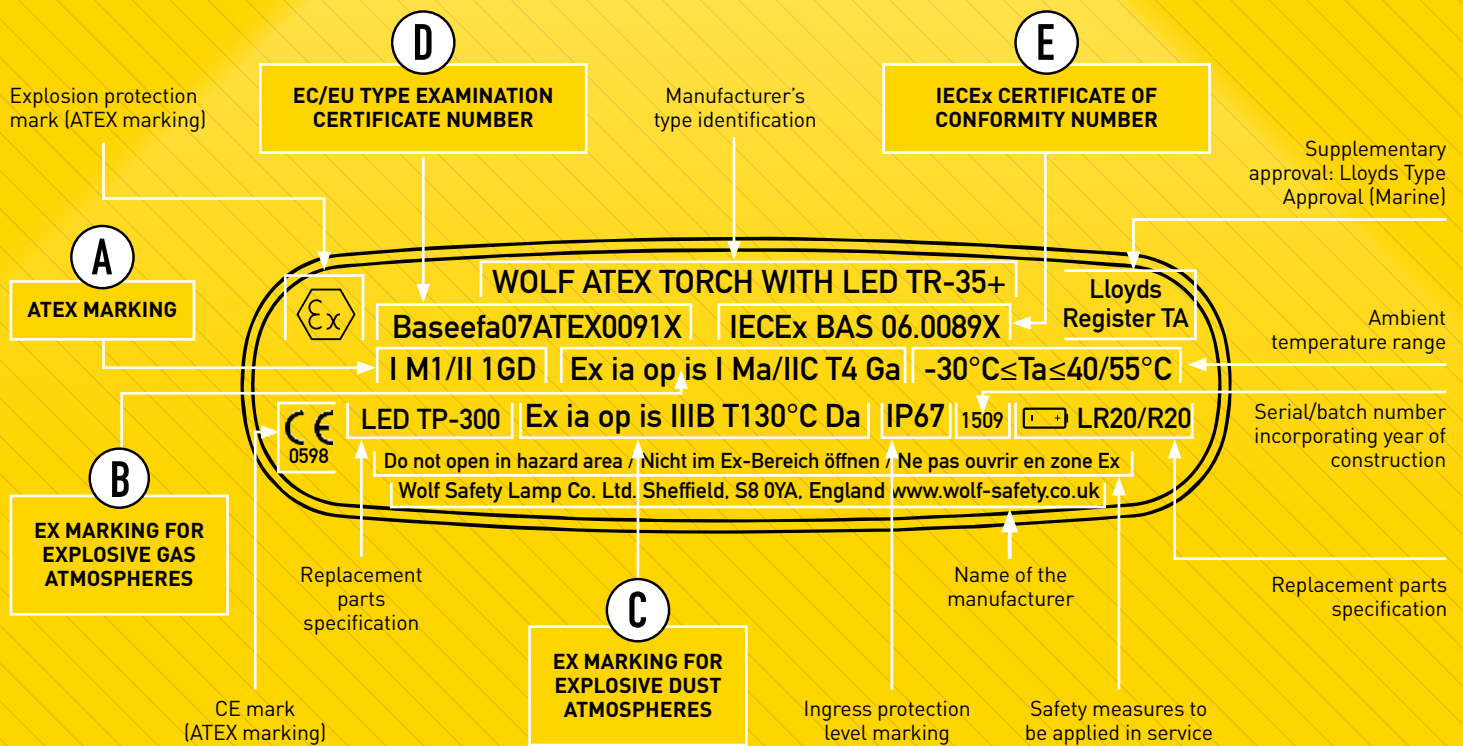 D
E
EC/EU TYPE EXAMINATION
CERTIFICATE NUMBER
IECEx CERTIFICATE OF
CONFORMITY NUMBER
Explosion protection
mark (ATEX marking)
Manufacturer's
type identification
Supplementary
approval: Lloyds Type
Approval (Marine)
A
ATEX MARKING
Ex
WOLF ATEX TORCH WITH LED TR-35+
Lloyds
Register TA
Baseefa07ATEX0091X IECEx BAS 06.0089X
Ambient
temperature range
I M1/II 1GD Ex ia op is I Ma/IIC T4 Ga -30°C≤Ta≤40/55°C
CE
0598
LED TP-300 Ex ia op is IIIB T130°C Da IP67 1509 - + LR20/R20
Serial/batch number
incorporating year of
construction
Do not open in hazard area / Nicht im Ex-Bereich öffnen / Ne pas ouvrir en zone Ex
Wolf Safety Lamp Co. Ltd. Sheffield, S8 0YA, England www.wolf-safety.co.uk
B
EX MARKING FOR
EXPLOSIVE GAS
ATMOSPHERES
Replacement
parts
specification
C
EX MARKING FOR
EXPLOSIVE DUST
ATMOSPHERES
Name of the
manufacturer
Replacement parts
specification
CE mark
(ATEX marking)
Ingress protection
level marking
Safety measures to
be applied in service